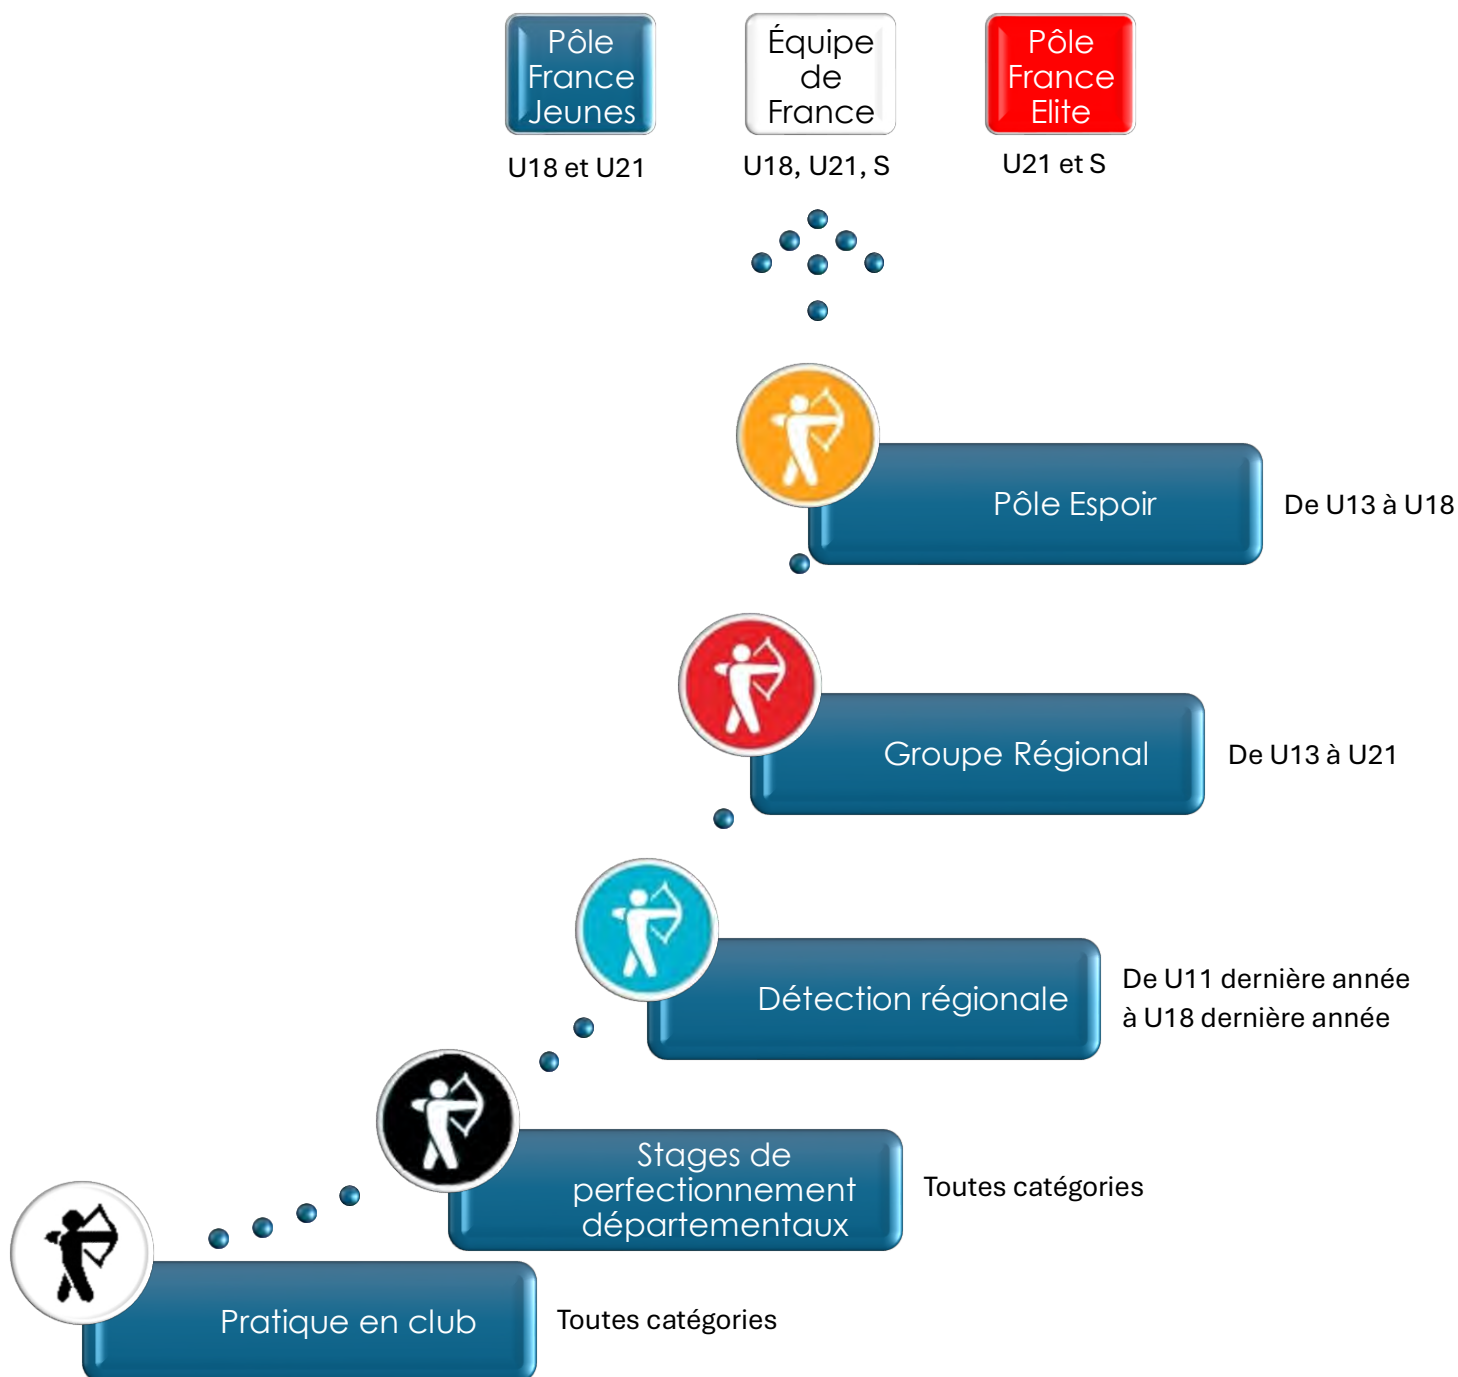 Pôle
France
Jeunes
Équipe
de
France
Pôle
France
Elite
U18 et U21
U18, U21, S
U21 et S
Pôle Espoir
De U13 à U18
Groupe Régional
De U13 à U21
Détection régionale
De U11 dernière année
à U18 dernière année
Stages de
perfectionnement
départementaux
Toutes catégories
Pratique en club
Toutes catégories